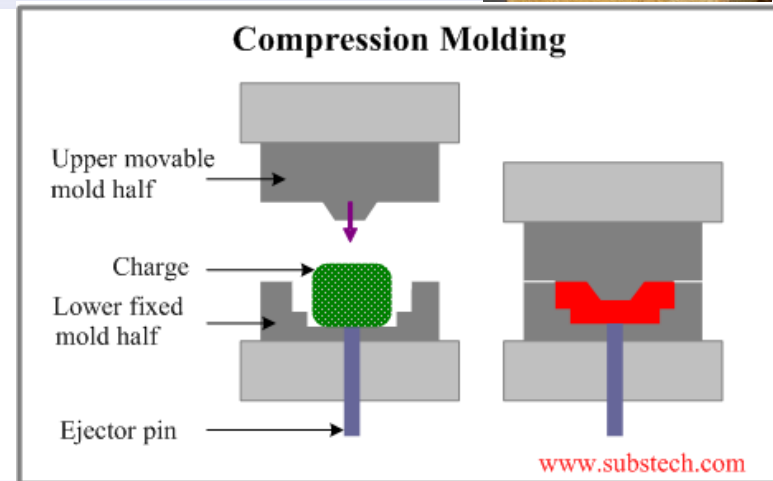 Compression Molding
Upper movable
mold half
Charge
Lower fixed
mold half
Ejector pin
www.substech.com